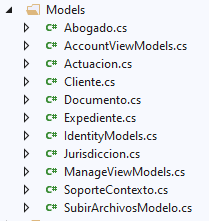 Models
C# Abogado.cs
C# AccountViewModels.cs
C# Actuacion.cs
C# Cliente.cs
C# Documento.cs
C# Expediente.cs
C# IdentityModels.cs
C# Jurisdiccion.cs
C# ManageViewModels.cs
C# SoporteContexto.cs
C# SubirArchivosModelo.cs